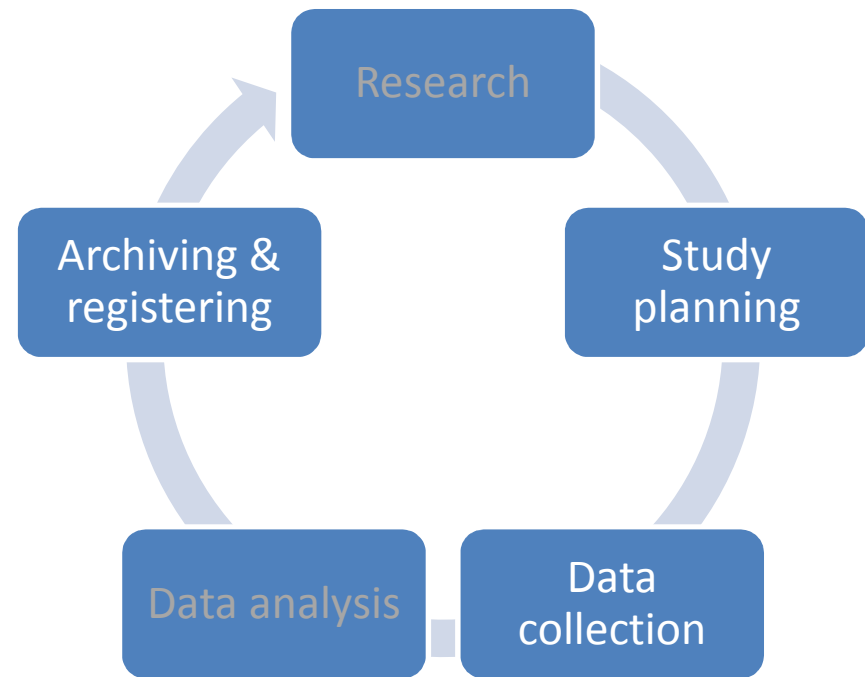 Research
Study
planning
Data
collection
Data analysis
Archiving &
registering